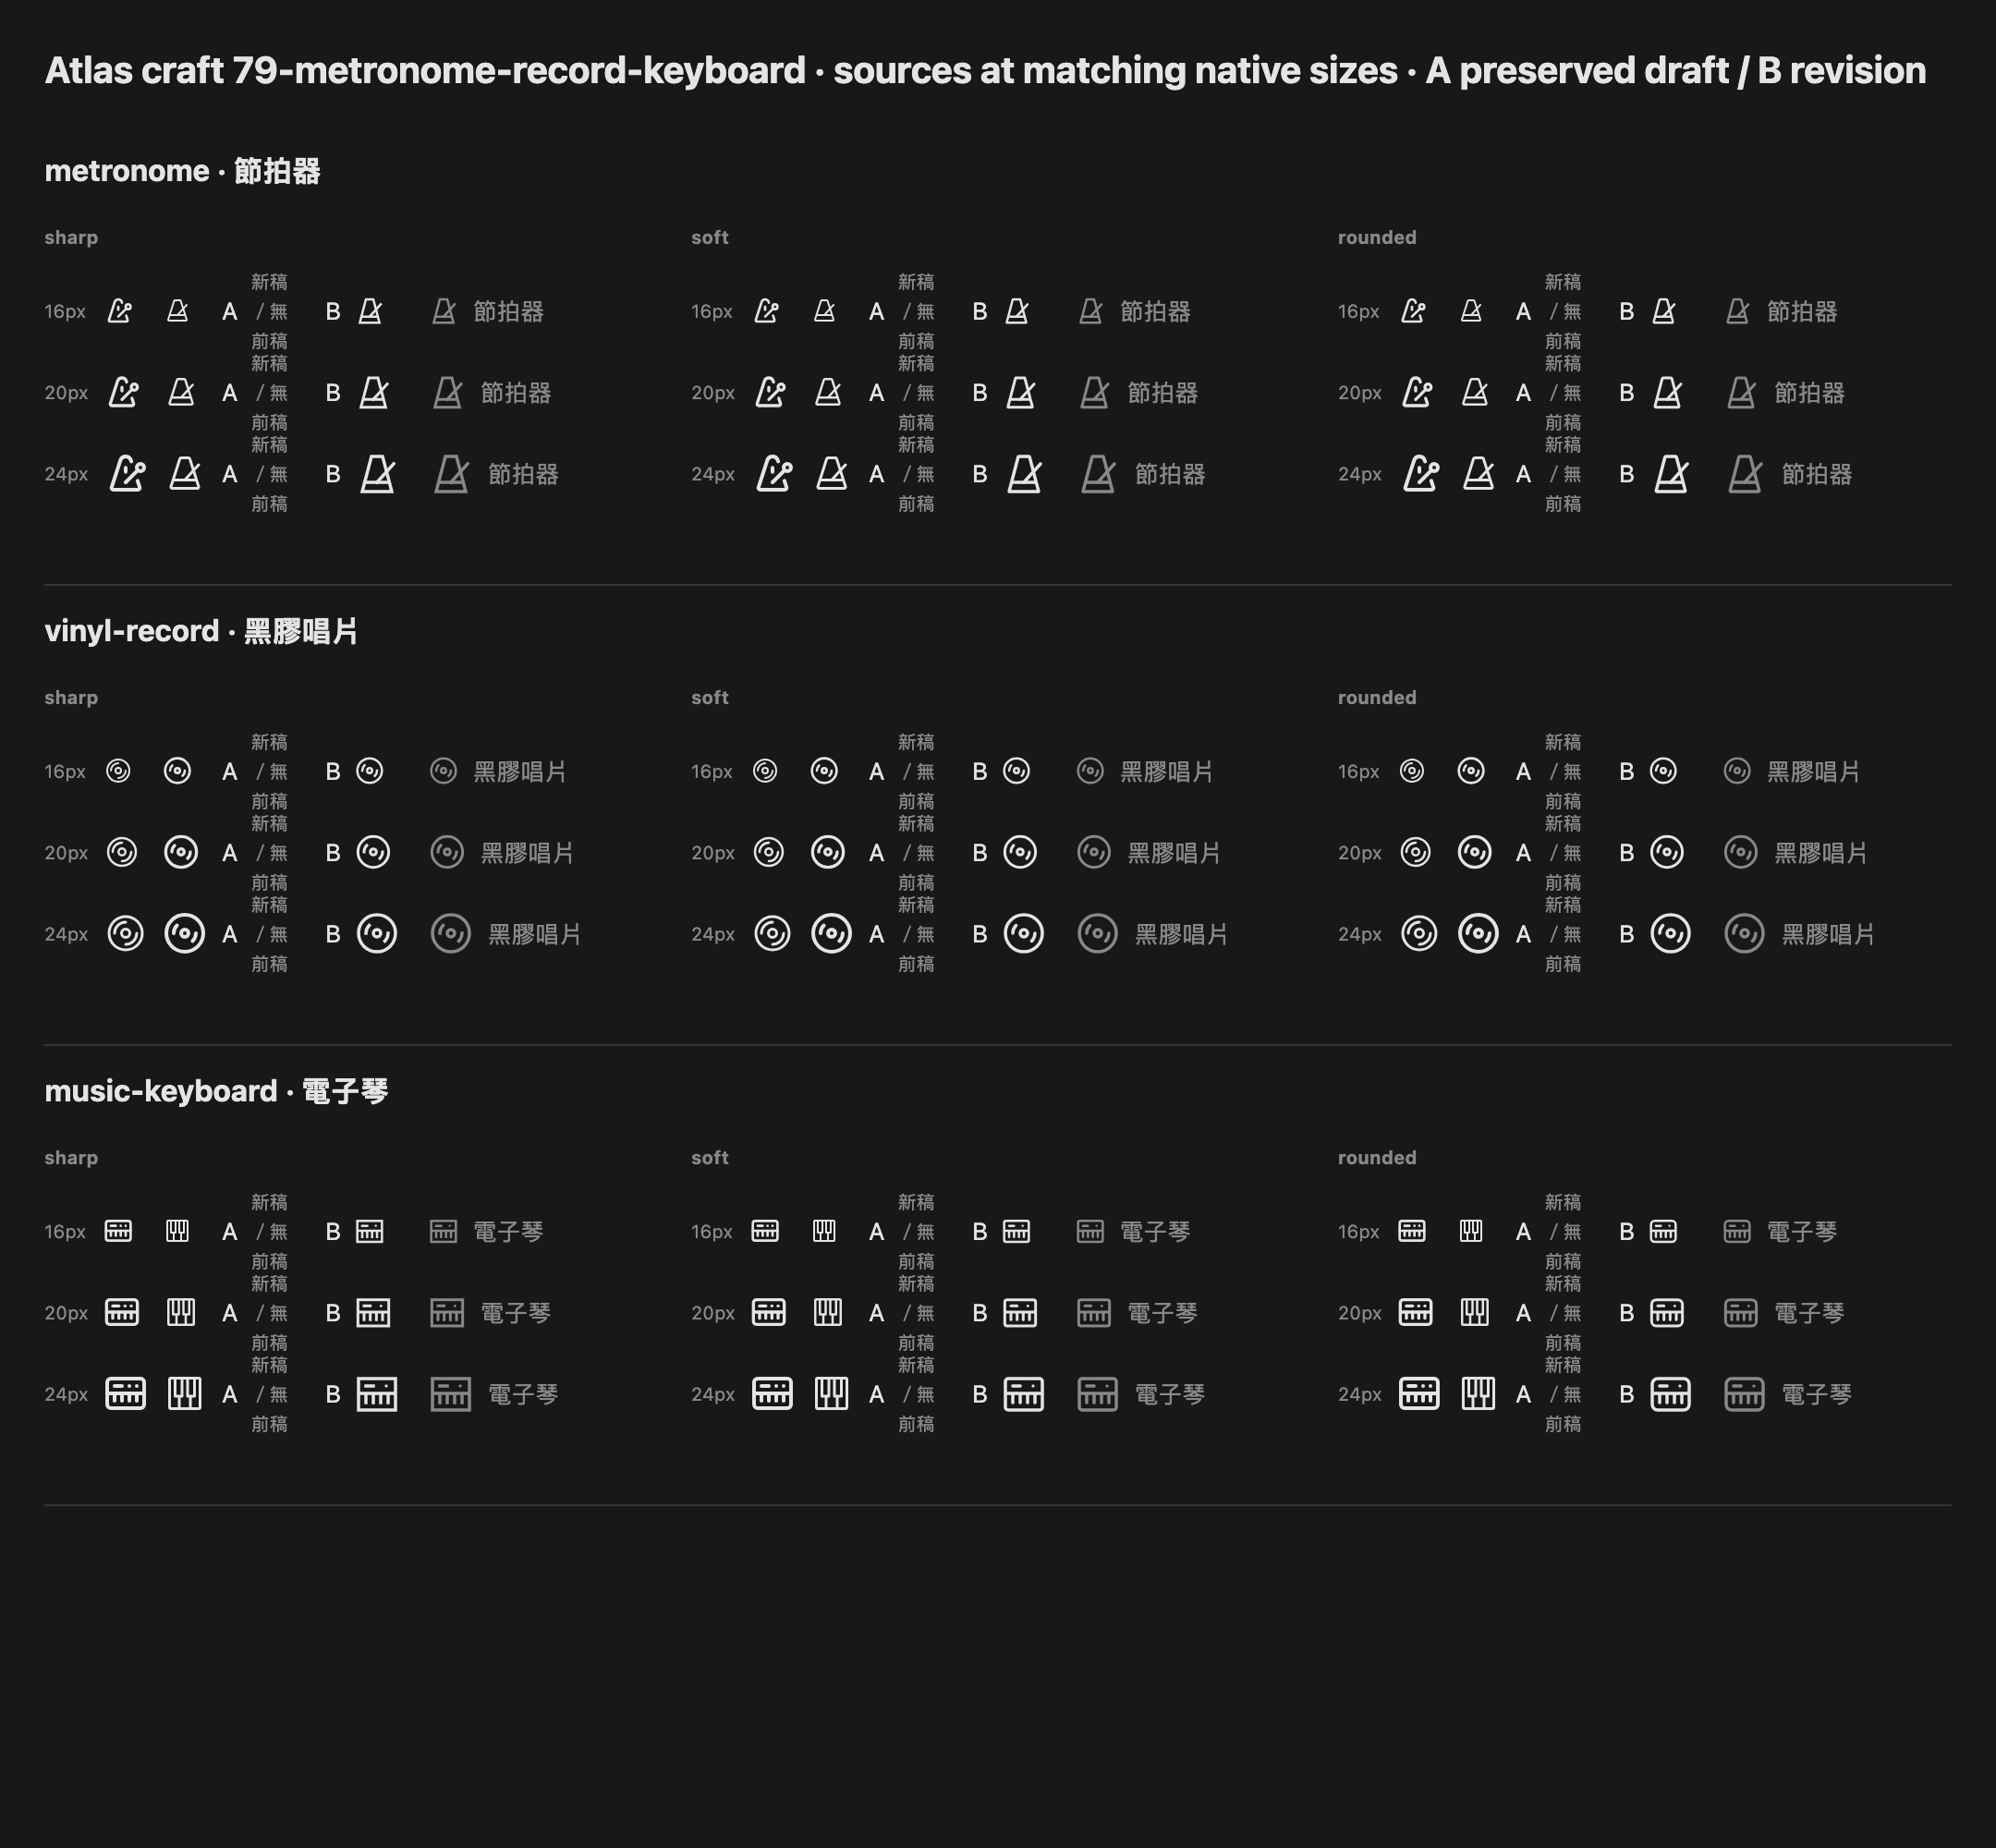 Atlas craft 79-metronome-record-keyboard · sources at matching native sizes · A preserved draft / B revision
metronome · 節拍器
sharp
16px A 新稿 / 無 前稿 B 節拍器
20px A 新稿 / 無 前稿 B 節拍器
24px A 新稿 / 無 前稿 B 節拍器
soft
16px A 新稿 / 無 前稿 B 節拍器
20px A 新稿 / 無 前稿 B 節拍器
24px A 新稿 / 無 前稿 B 節拍器
rounded
16px A 新稿 / 無 前稿 B 節拍器
20px A 新稿 / 無 前稿 B 節拍器
24px A 新稿 / 無 前稿 B 節拍器
vinyl-record · 黑膠唱片
sharp
16px A 新稿 / 無 前稿 B 黑膠唱片
20px A 新稿 / 無 前稿 B 黑膠唱片
24px A 新稿 / 無 前稿 B 黑膠唱片
soft
16px A 新稿 / 無 前稿 B 黑膠唱片
20px A 新稿 / 無 前稿 B 黑膠唱片
24px A 新稿 / 無 前稿 B 黑膠唱片
rounded
16px A 新稿 / 無 前稿 B 黑膠唱片
20px A 新稿 / 無 前稿 B 黑膠唱片
24px A 新稿 / 無 前稿 B 黑膠唱片
music-keyboard · 電子琴
sharp
16px A 新稿 / 無 前稿 B 電子琴
20px A 新稿 / 無 前稿 B 電子琴
24px A 新稿 / 無 前稿 B 電子琴
soft
16px A 新稿 / 無 前稿 B 電子琴
20px A 新稿 / 無 前稿 B 電子琴
24px A 新稿 / 無 前稿 B 電子琴
rounded
16px A 新稿 / 無 前稿 B 電子琴
20px A 新稿 / 無 前稿 B 電子琴
24px A 新稿 / 無 前稿 B 電子琴